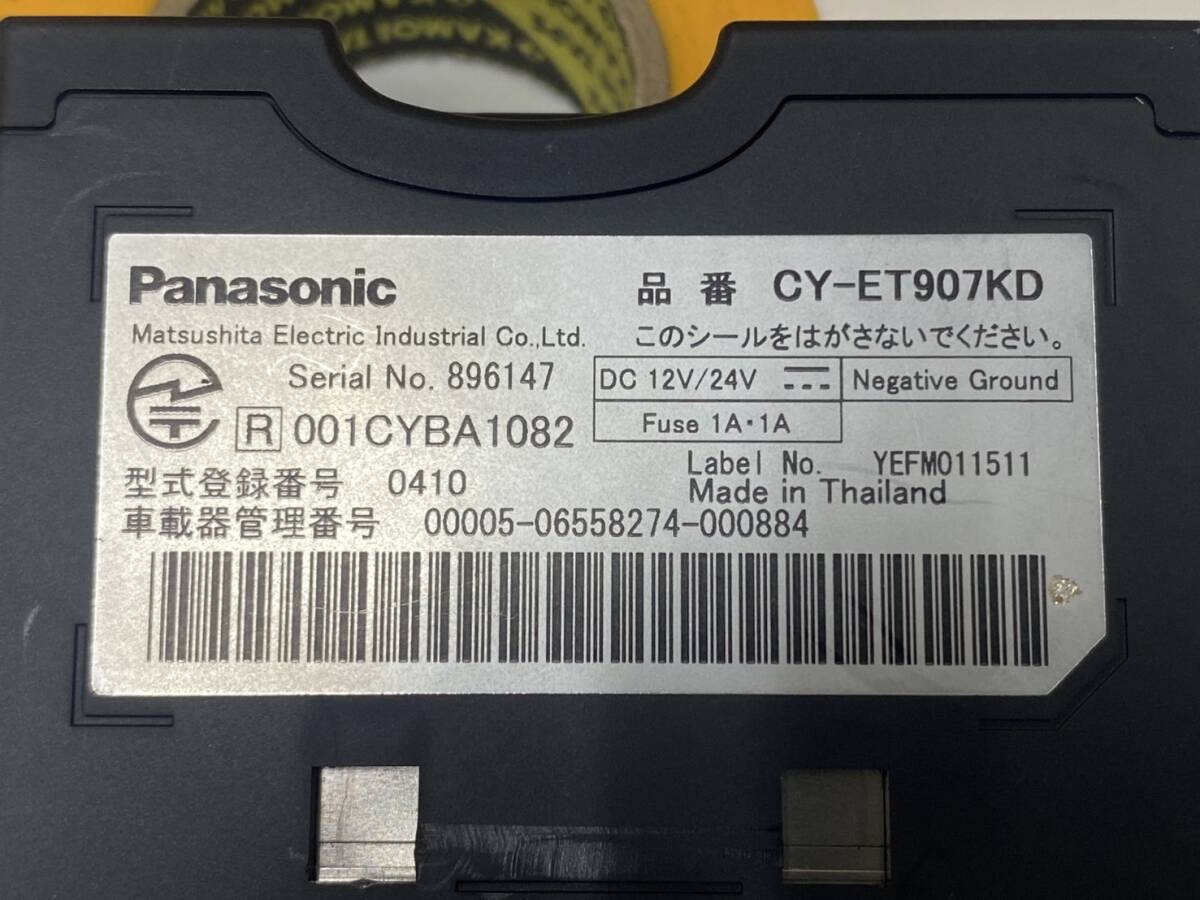 KAMOI
Panasonic
品番 CY-ET907KD
Matsushita Electric Industrial Co.,Ltd.
このシールをはがさないでください。
Serial No. 896147
DC 12V/24V
Negative Ground
R 001CYBA1082
Fuse 1A・1A
Label No. YEFM011511
型式登録番号 0410
Made in Thailand
車載器管理番号 00005-06558274-000884